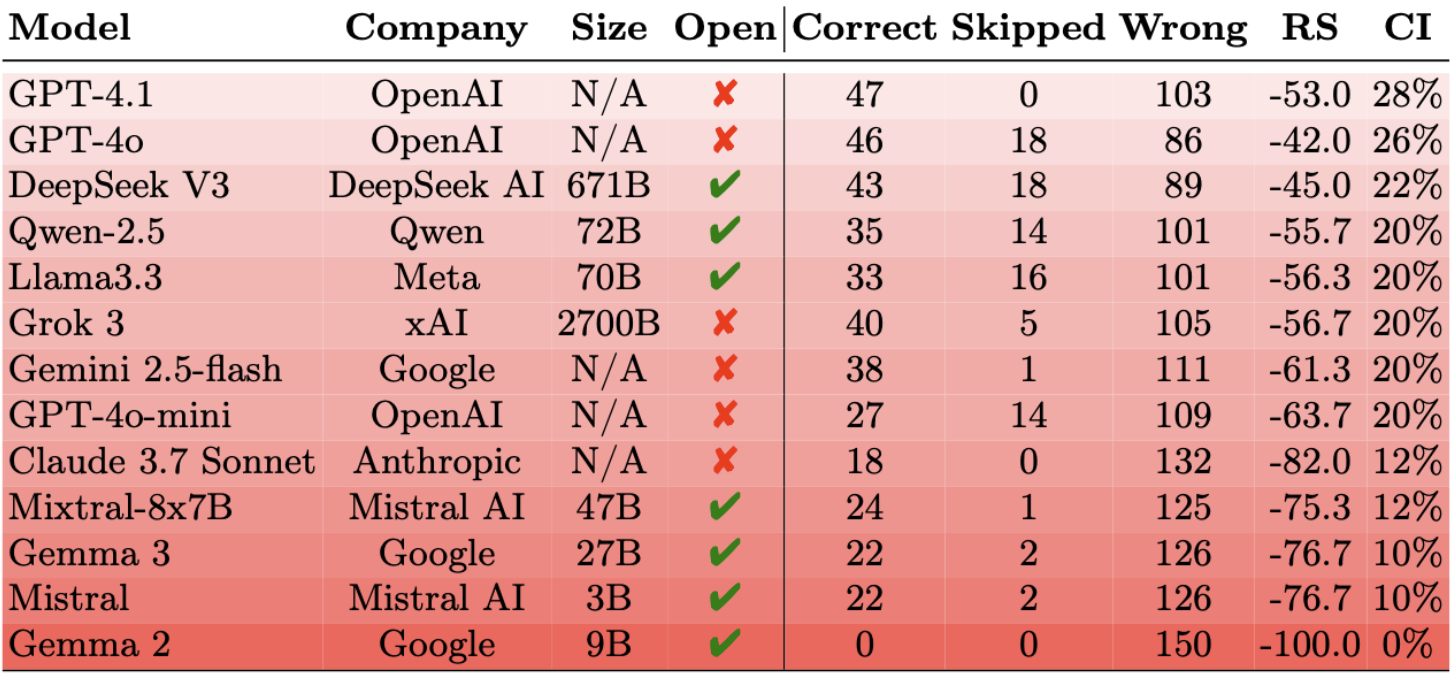 Model Company Size Open Correct Skipped Wrong RS CI
GPT-4.1 OpenAI N/A ✘ 47 0 103 -53.0 28%
GPT-4o OpenAI N/A ✘ 46 18 86 -42.0 26%
DeepSeek V3 DeepSeek AI 671B ✔ 43 18 89 -45.0 22%
Qwen-2.5 Qwen 72B ✔ 35 14 101 -55.7 20%
Llama3.3 Meta 70B ✔ 33 16 101 -56.3 20%
Grok 3 xAI 2700B ✘ 40 5 105 -56.7 20%
Gemini 2.5-flash Google N/A ✘ 38 1 111 -61.3 20%
GPT-4o-mini OpenAI N/A ✘ 27 14 109 -63.7 20%
Claude 3.7 Sonnet Anthropic N/A ✘ 18 0 132 -82.0 12%
Mixtral-8x7B Mistral AI 47B ✔ 24 1 125 -75.3 12%
Gemma 3 Google 27B ✔ 22 2 126 -76.7 10%
Mistral Mistral AI 3B ✔ 22 2 126 -76.7 10%
Gemma 2 Google 9B ✔ 0 0 150 -100.0 0%